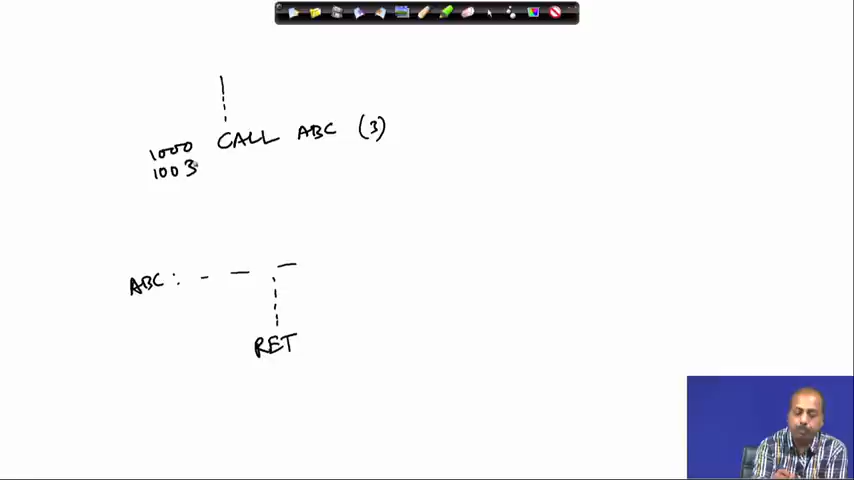 1000 CALL ABC (3)
1003
ABC: - - -
RET